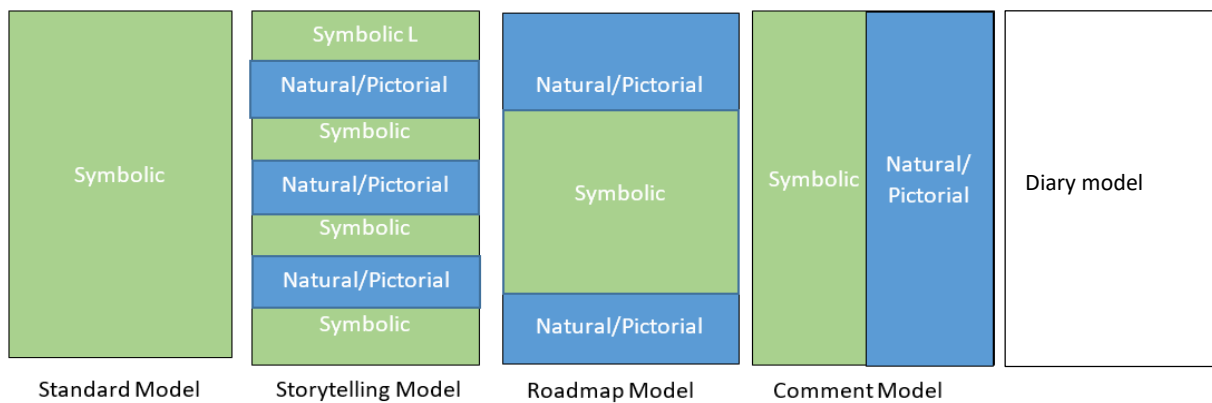 Symbolic
Symbolic L
Natural/Pictorial
Symbolic
Natural/Pictorial
Symbolic
Natural/Pictorial
Symbolic
Natural/Pictorial
Symbolic
Natural/Pictorial
Symbolic
Natural/
Pictorial
Diary model
Standard Model
Storytelling Model
Roadmap Model
Comment Model